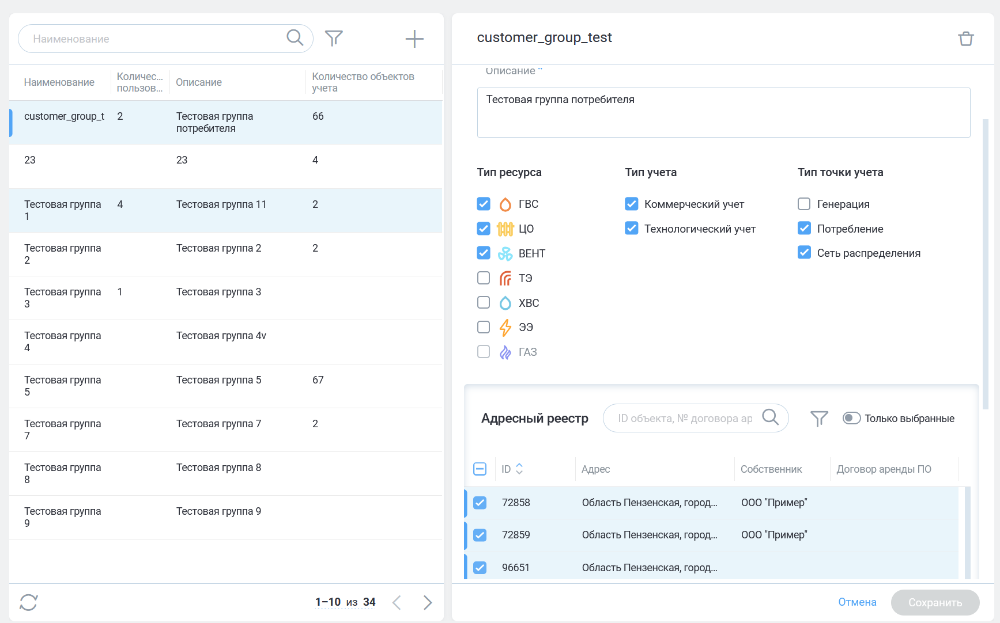 Наименование
Наименование
Количес...
пользов...
Описание
Количество объектов
учета
customer_group_t
2
Тестовая группа
потребителя
66
23
23
4
Тестовая группа
1
4
Тестовая группа 11
2
Тестовая группа
2
Тестовая группа 2
2
Тестовая группа
3
1
Тестовая группа 3
Тестовая группа
4
Тестовая группа 4v
Тестовая группа
5
Тестовая группа 5
67
Тестовая группа
7
Тестовая группа 7
2
Тестовая группа
8
Тестовая группа 8
Тестовая группа
9
Тестовая группа 9
1–10 из 34
customer_group_test
Описание *
Тестовая группа потребителя
Тип ресурса
ГВС
ЦО
ВЕНТ
ТЭ
ХВС
ЭЭ
ГАЗ
Тип учета
Коммерческий учет
Технологический учет
Тип точки учета
Генерация
Потребление
Сеть распределения
Адресный реестр
ID объекта, № договора ар
Только выбранные
ID
Адрес
Собственник
Договор аренды ПО
72858
Область Пензенская, город...
ООО "Пример"
72859
Область Пензенская, город...
ООО "Пример"
96651
Область Пензенская, город...
Отмена
Сохранить